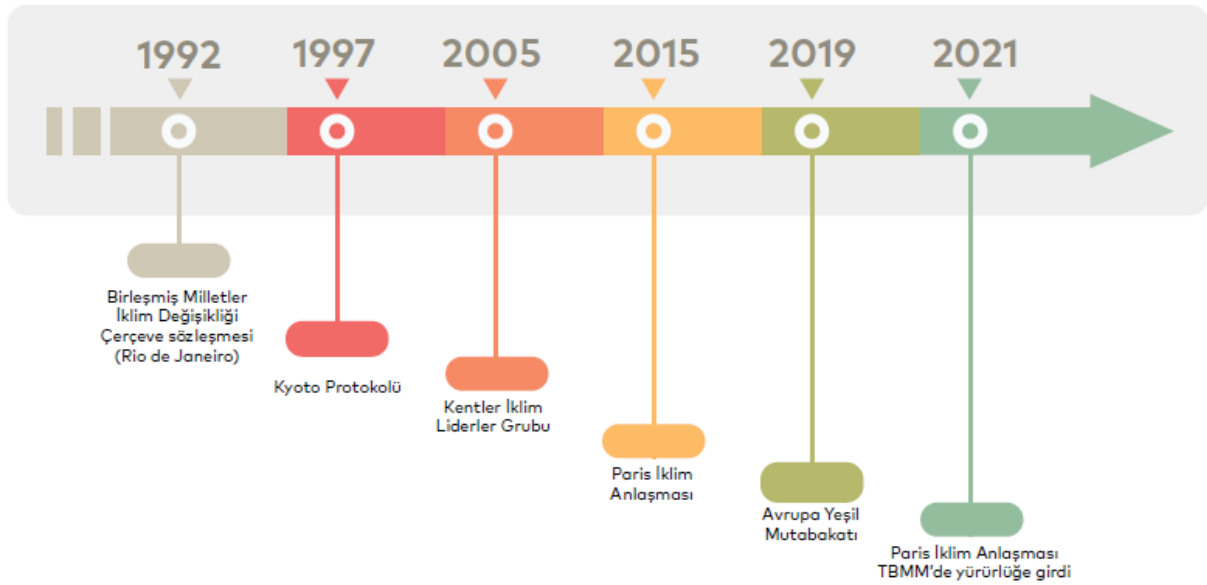 1992
1997
2005
2015
2019
2021
Birleşmiş Milletler
İklim Değişikliği
Çerçeve sözleşmesi
(Rio de Janeiro)
Kyoto Protokolü
Kentler İklim
Liderler Grubu
Paris İklim
Anlaşması
Avrupa Yeşil
Mutabakatı
Paris İklim Anlaşması
TBMM'de yürürlüğe girdi